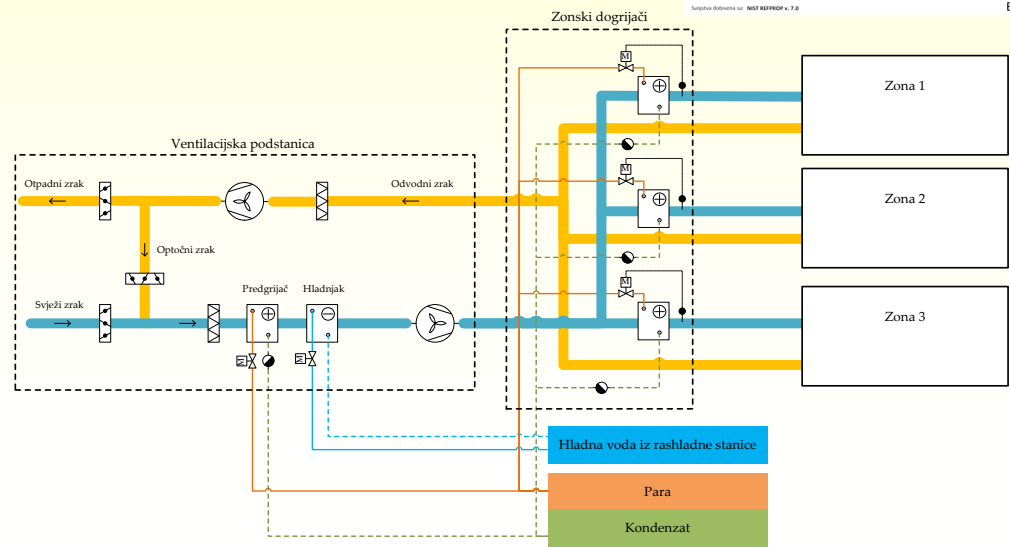 Svojstva dobivena sa: NIST REFPROP v. 7.0
Zonski dogrijači
M
Zona 1
Ventilacijska podstanica
Otpadni zrak
Odvodni zrak
M
Zona 2
Optočni zrak
M
Svježi zrak
Predgrijač
Hladnjak
Zona 3
M
M
Hladna voda iz rashladne stanice
Para
Kondenzat